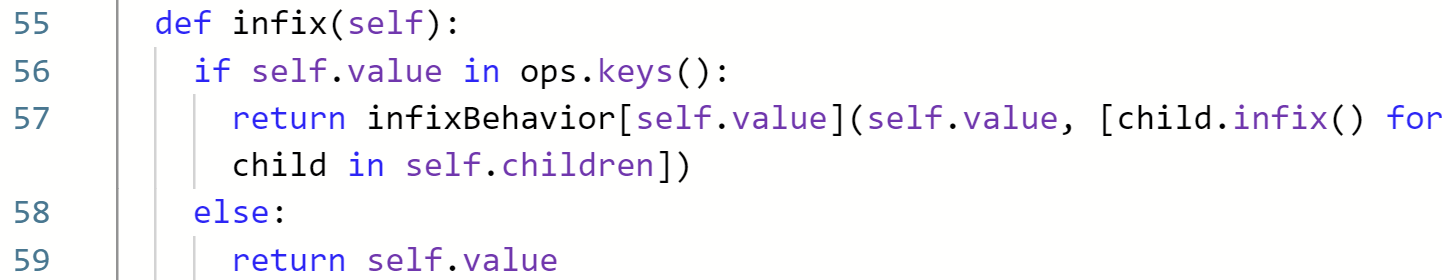 55 def infix(self):
56 if self.value in ops.keys():
57 return infixBehavior[self.value](self.value, [child.infix() for
child in self.children])
58 else:
59 return self.value